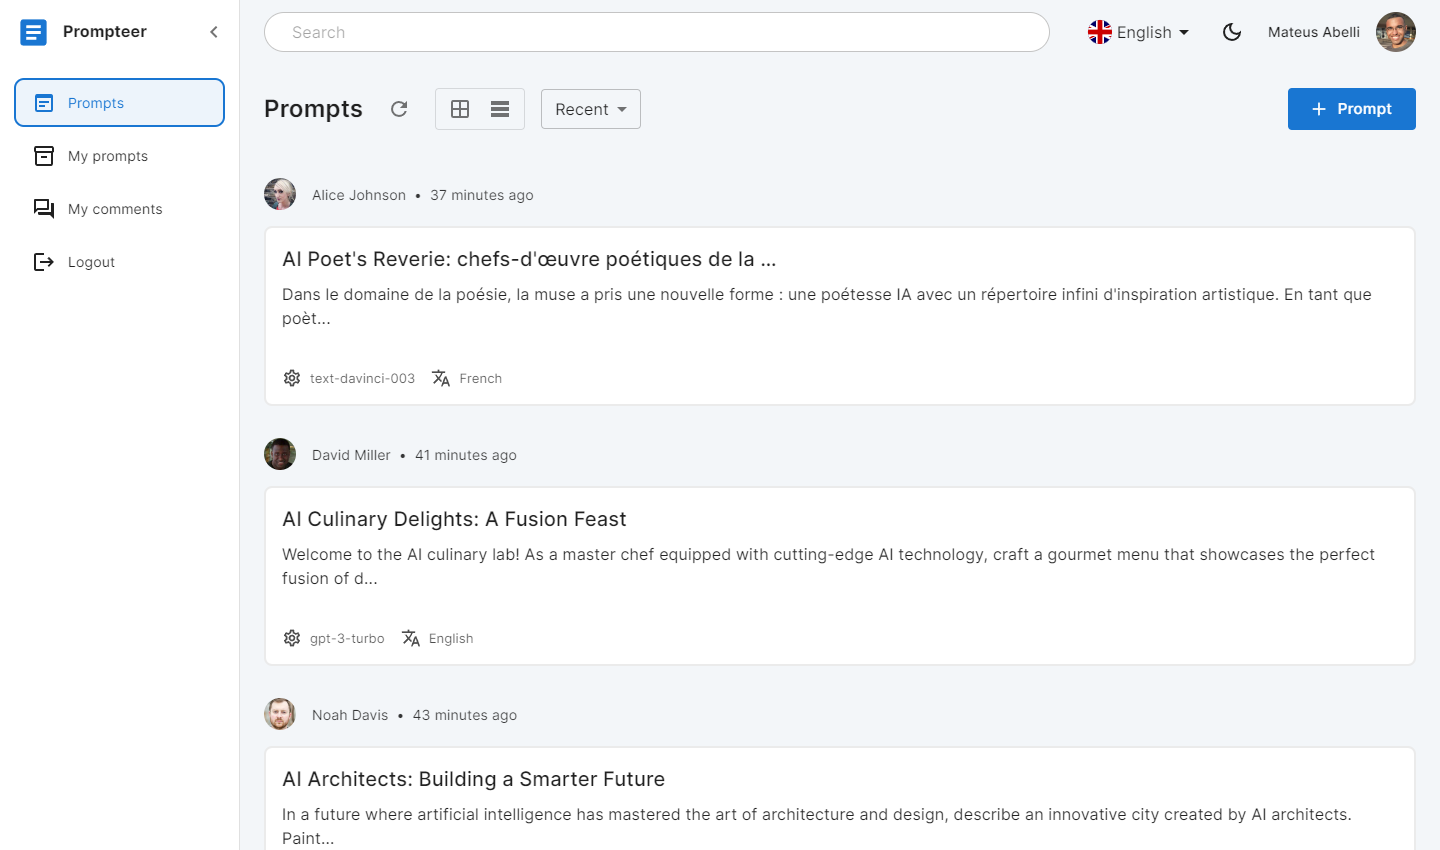 Prompteer
Search
English
Mateus Abelli
Prompts
My prompts
My comments
Logout
Prompts
Recent
Prompt
Alice Johnson • 37 minutes ago
AI Poet's Reverie: chefs-d'œuvre poétiques de la ...
Dans le domaine de la poésie, la muse a pris une nouvelle forme : une poétesse IA avec un répertoire infini d'inspiration artistique. En tant que
poèt...
text-davinci-003 French
David Miller • 41 minutes ago
AI Culinary Delights: A Fusion Feast
Welcome to the AI culinary lab! As a master chef equipped with cutting-edge AI technology, craft a gourmet menu that showcases the perfect
fusion of d...
gpt-3-turbo English
Noah Davis • 43 minutes ago
AI Architects: Building a Smarter Future
In a future where artificial intelligence has mastered the art of architecture and design, describe an innovative city created by AI architects.
Paint...